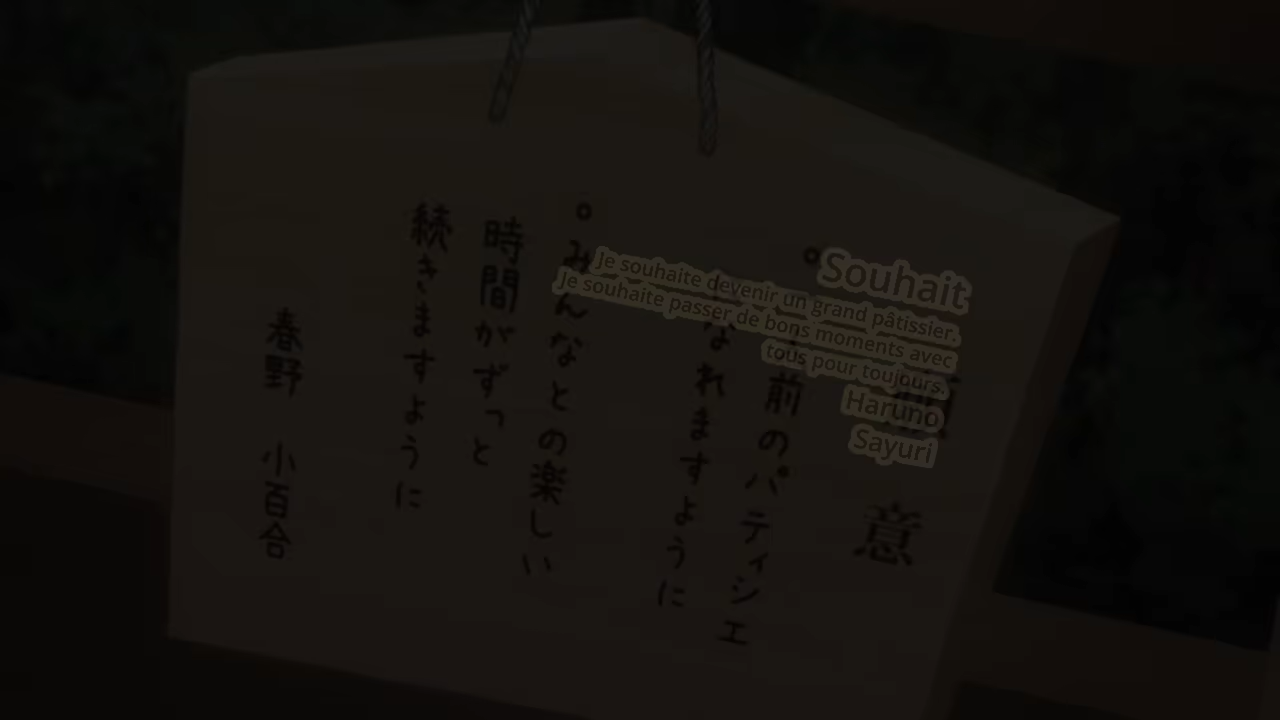 意
前のパティシエ
なれますように
。みんなとの楽しい
時間がずっと
続きますように
春野 小百合
Souhait
Je souhaite devenir un grand pâtissier.
Je souhaite passer de bons moments avec
tous pour toujours.
Haruno
Sayuri